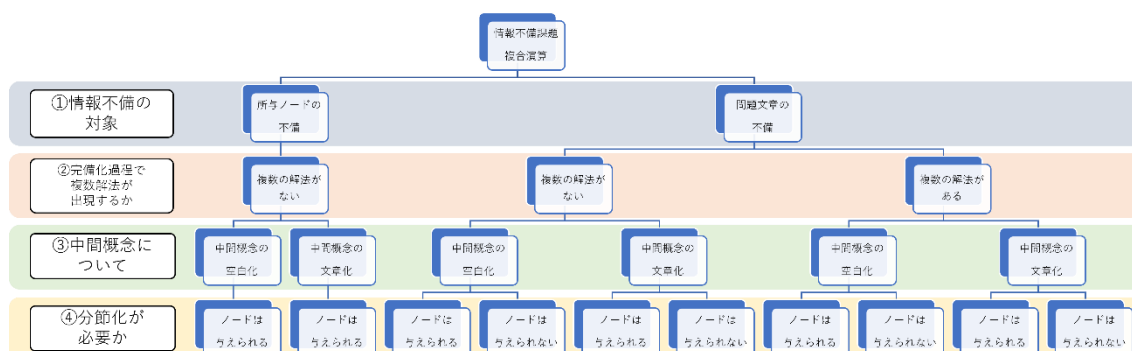 情報不備課題
複合演算
①情報不備の
対象
所与ノードの
不備
問題文章の
不備
②完備化過程で
複数解法が
出現するか
複数の解法が
ない
複数の解法が
ない
複数の解法が
ある
③中間概念に
ついて
中間概念の
空白化
中間概念の
文章化
中間概念の
空白化
中間概念の
文章化
中間概念の
空白化
中間概念の
文章化
④分節化が
必要か
ノードは
与えられる
ノードは
与えられる
ノードは
与えられる
ノードは
与えられない
ノードは
与えられる
ノードは
与えられない
ノードは
与えられる
ノードは
与えられない
ノードは
与えられる
ノードは
与えられない